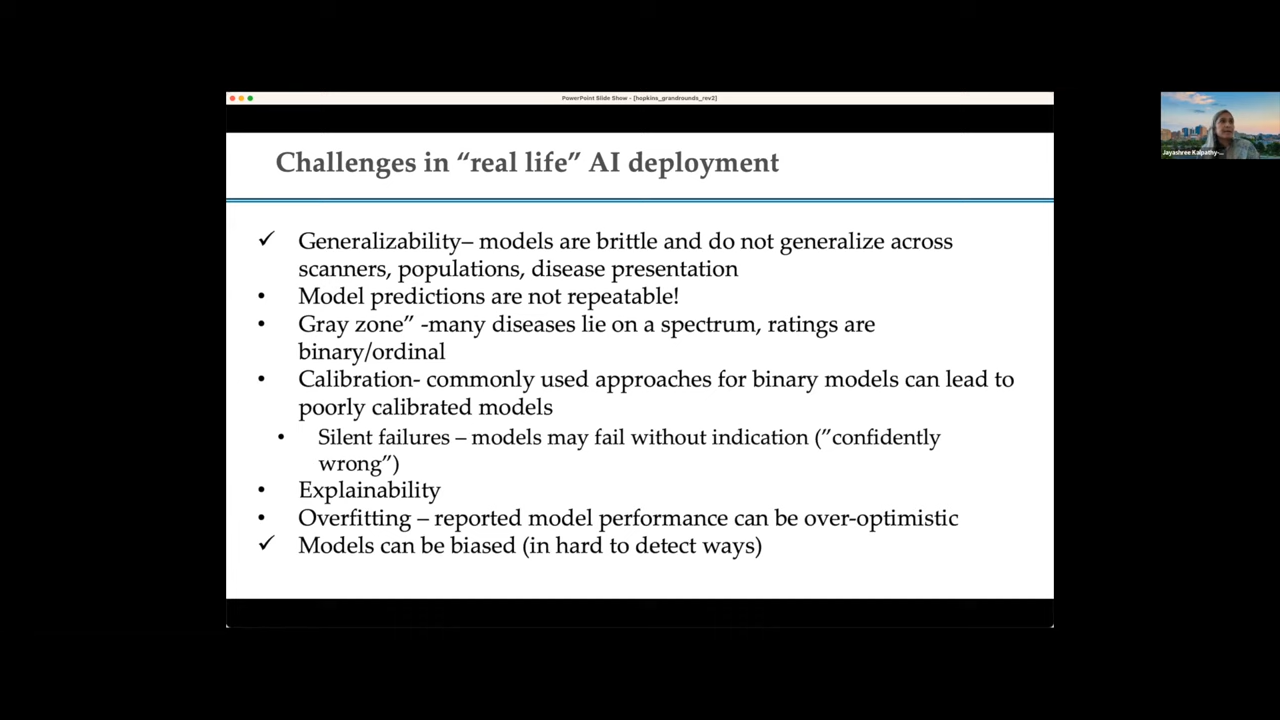 PowerPoint Slide Show - [hopkins_grandrounds_rev2]
Challenges in “real life” AI deployment
✓ Generalizability– models are brittle and do not generalize across
scanners, populations, disease presentation
• Model predictions are not repeatable!
• Gray zone” -many diseases lie on a spectrum, ratings are
binary/ordinal
• Calibration- commonly used approaches for binary models can lead to
poorly calibrated models
• Silent failures – models may fail without indication (”confidently
wrong”)
• Explainability
• Overfitting – reported model performance can be over-optimistic
✓ Models can be biased (in hard to detect ways)
Jayashree Kalpathy-...